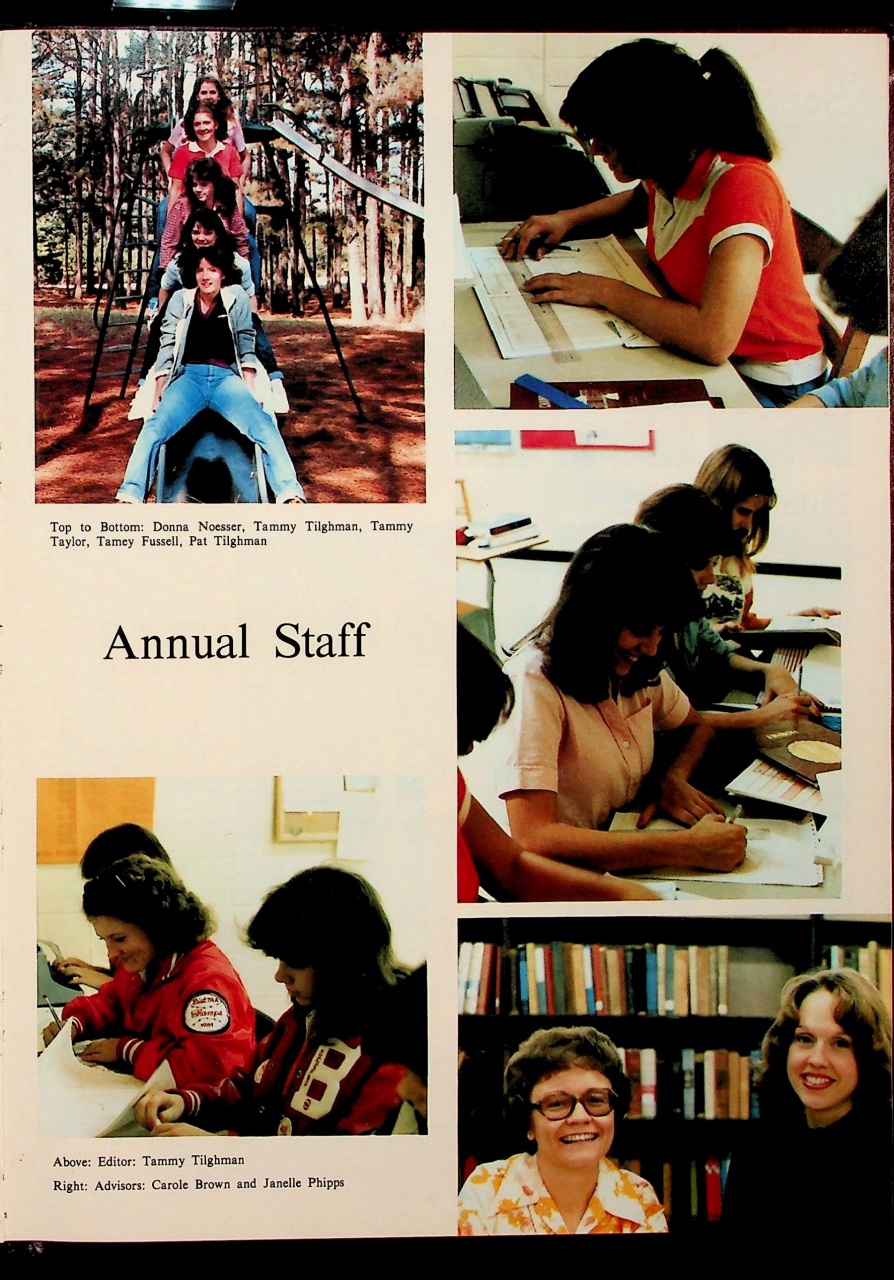 Top to Bottom: Donna Noesser, Tammy Tilghman, Tammy
Taylor, Tamey Fussell, Pat Tilghman
Annual Staff
1981
B
Above: Editor: Tammy Tilghman
Right: Advisors: Carole Brown and Janelle Phipps